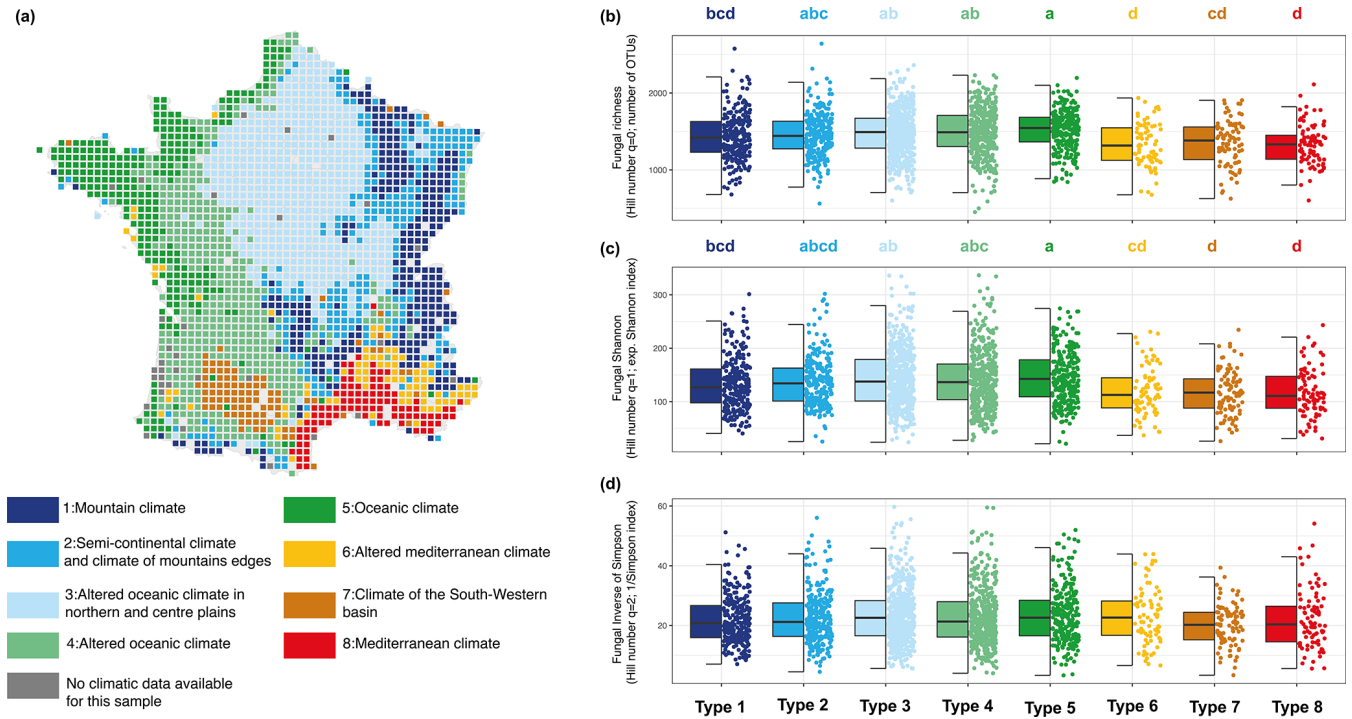 (a)
1:Mountain climate
2:Semi-continental climate
and climate of mountains edges
3:Altered oceanic climate in
northern and centre plains
4:Altered oceanic climate
No climatic data available
for this sample
5:Oceanic climate
6:Altered mediterranean climate
7:Climate of the South-Western
basin
8:Mediterranean climate
(b)
bcd abc ab ab a d cd d
Fungal richness
(Hill number q=0; number of OTUs)
2000
1000
(c)
bcd abcd ab abc a cd d d
Fungal Shannon
(Hill number q=1; exp. Shannon index)
300
200
100
(d)
Fungal Inverse of Simpson
(Hill number q=2; 1/Simpson index)
60
40
20
Type 1 Type 2 Type 3 Type 4 Type 5 Type 6 Type 7 Type 8